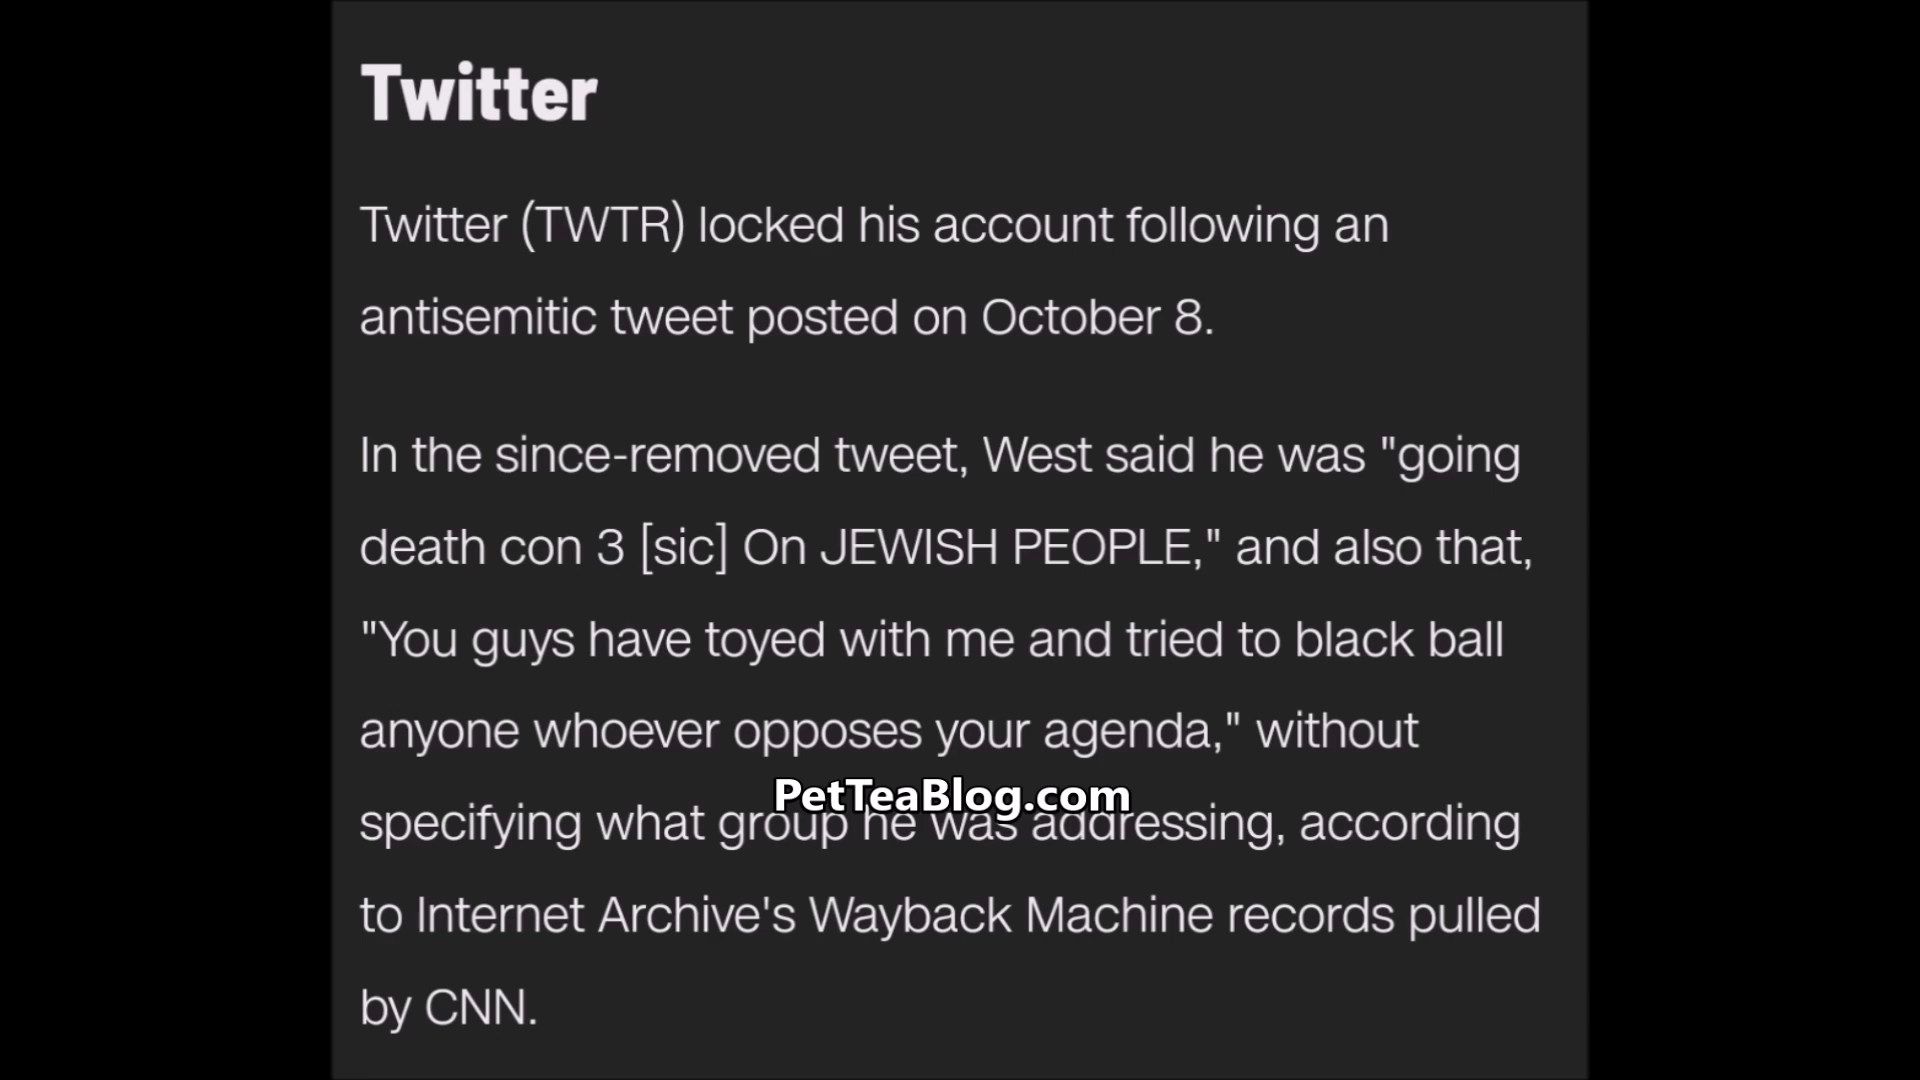 Twitter
Twitter (TWTR) locked his account following an
antisemitic tweet posted on October 8.
In the since-removed tweet, West said he was "going
death con 3 [sic] On JEWISH PEOPLE," and also that,
"You guys have toyed with me and tried to black ball
anyone whoever opposes your agenda," without
PetTeaBlog.com
specifying what group he was addressing, according
to Internet Archive's Wayback Machine records pulled
by CNN.